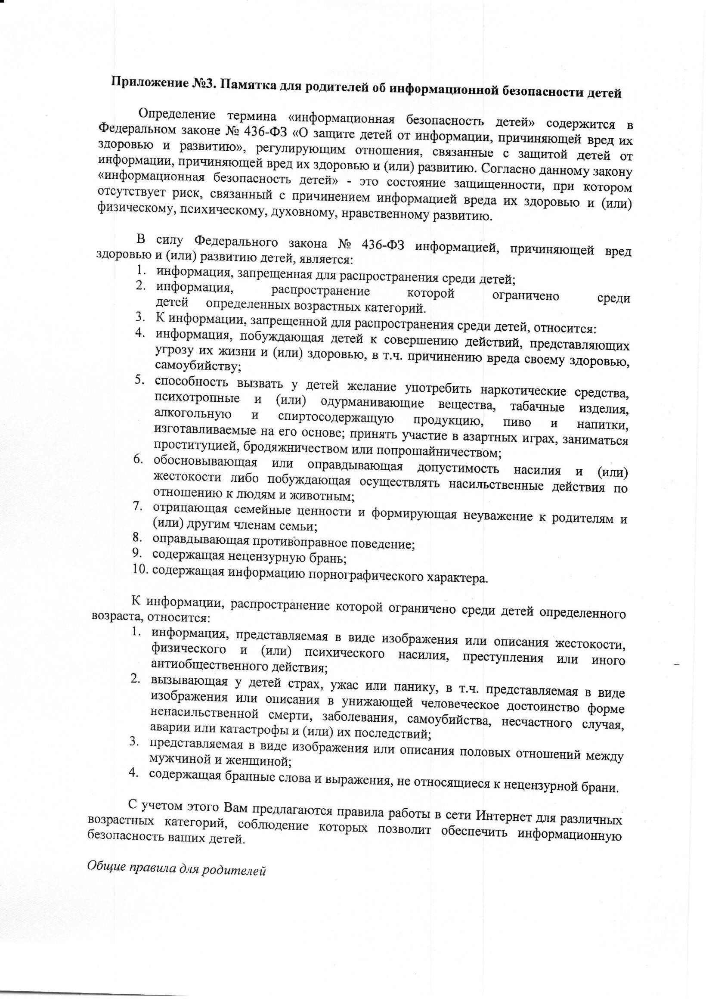 Приложение №3. Памятка для родителей об информационной безопасности детей
Определение термина «информационная безопасность детей» содержится в
Федеральном законе № 436-ФЗ «О защите детей от информации, причиняющей вред их
здоровью и развитию», регулирующим отношения, связанные с защитой детей от
информации, причиняющей вред их здоровью и (или) развитию. Согласно данному закону
«информационная безопасность детей» - это состояние защищенности, при котором
отсутствует риск, связанный с причинением информацией вреда их здоровью и (или)
физическому, психическому, духовному, нравственному развитию.
В силу Федерального закона № 436-ФЗ информацией, причиняющей вред
здоровью и (или) развитию детей, является:
1. информация, запрещенная для распространения среди детей;
2. информация, распространение которой ограничено среди
детей определенных возрастных категорий.
3. К информации, запрещенной для распространения среди детей, относится:
4. информация, побуждающая детей к совершению действий, представляющих
угрозу их жизни и (или) здоровью, в т.ч. причинению вреда своему здоровью,
самоубийству;
5. способность вызвать у детей желание употребить наркотические средства,
психотропные и (или) одурманивающие вещества, табачные изделия,
алкогольную и спиртосодержащую продукцию, пиво и напитки,
изготавливаемые на его основе; принять участие в азартных играх, заниматься
проституцией, бродяжничеством или попрошайничеством;
6. обосновывающая или оправдывающая допустимость насилия и (или)
жестокости либо побуждающая осуществлять насильственные действия по
отношению к людям и животным;
7. отрицающая семейные ценности и формирующая неуважение к родителям и
(или) другим членам семьи;
8. оправдывающая противоправное поведение;
9. содержащая нецензурную брань;
10. содержащая информацию порнографического характера.
К информации, распространение которой ограничено среди детей определенного
возраста, относится:
1. информация, представляемая в виде изображения или описания жестокости,
физического и (или) психического насилия, преступления или иного
антиобщественного действия;
2. вызывающая у детей страх, ужас или панику, в т.ч. представляемая в виде
изображения или описания в унижающей человеческое достоинство форме
ненасильственной смерти, заболевания, самоубийства, несчастного случая,
аварии или катастрофы и (или) их последствий;
3. представляемая в виде изображения или описания половых отношений между
мужчиной и женщиной;
4. содержащая бранные слова и выражения, не относящиеся к нецензурной брани.
С учетом этого Вам предлагаются правила работы в сети Интернет для различных
возрастных категорий, соблюдение которых позволит обеспечить информационную
безопасность ваших детей.
Общие правила для родителей